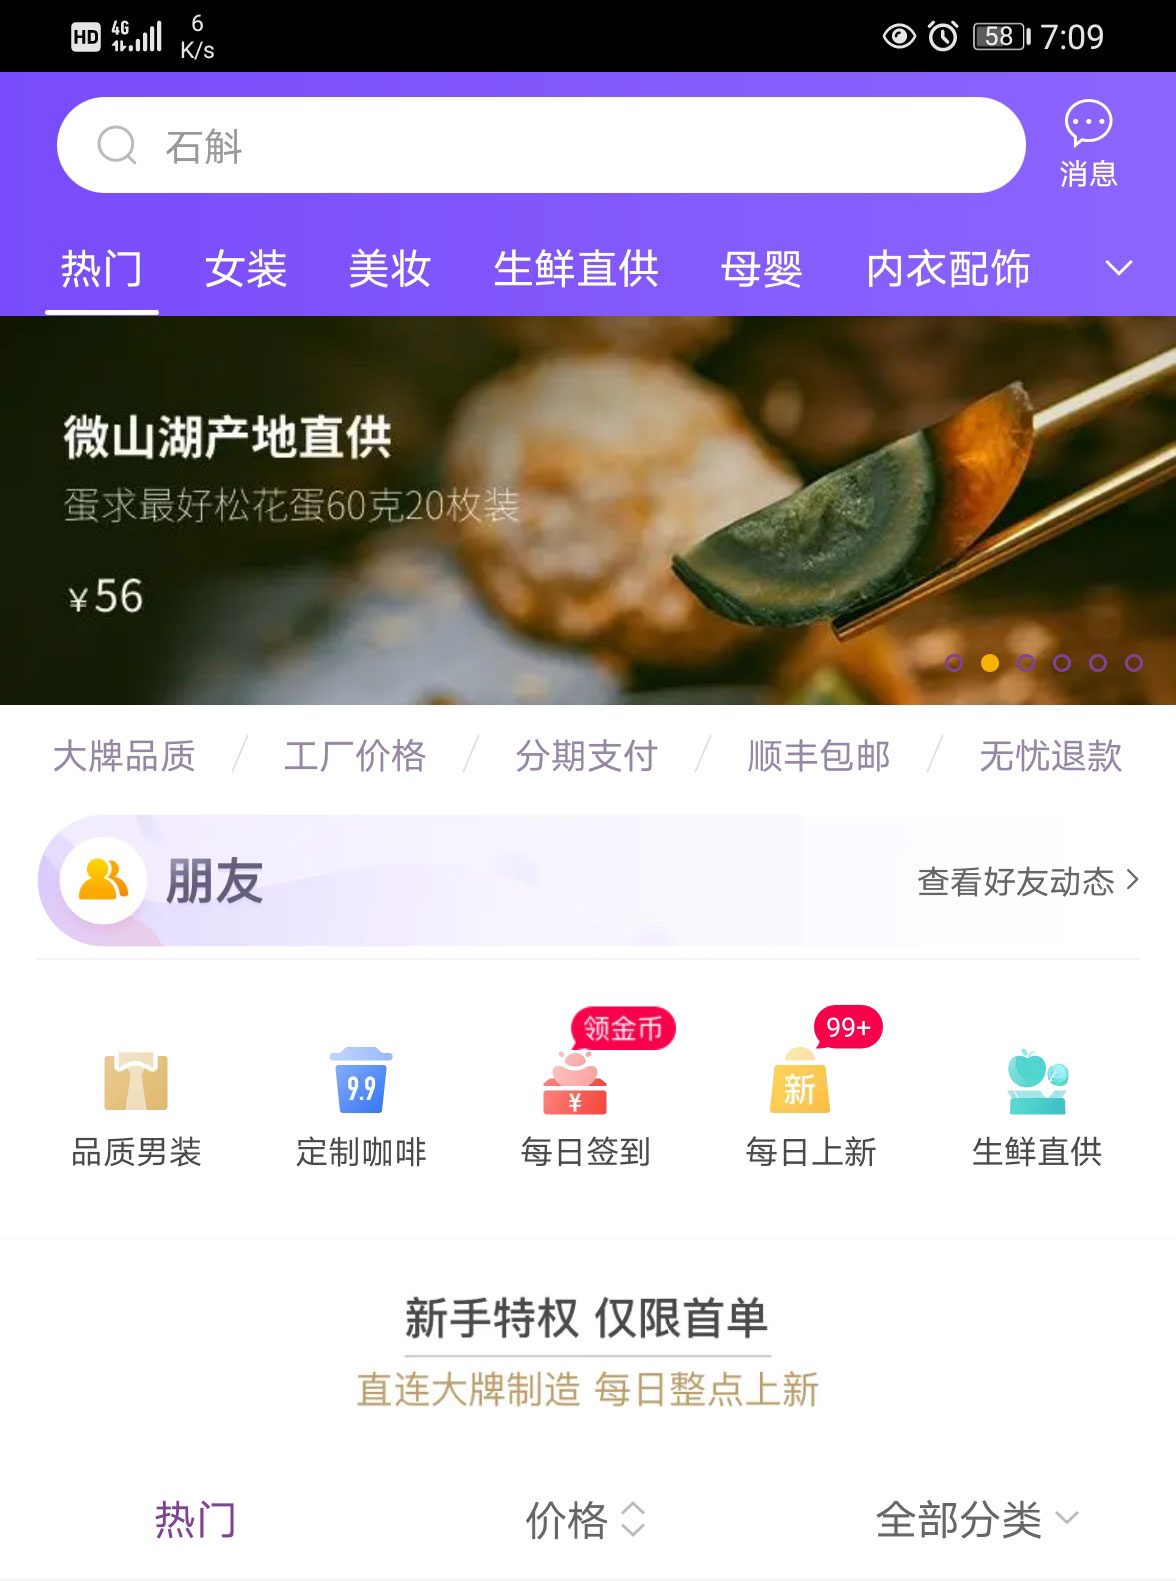 HD 4G 6 K/s 58 7:09
石斛
消息
热门 女装 美妆 生鲜直供 母婴 内衣配饰
微山湖产地直供
蛋求最好松花蛋60克20枚装
¥56
大牌品质 / 工厂价格 / 分期支付 / 顺丰包邮 / 无忧退款
朋友 查看好友动态
领金币 99+
9.9 ¥ 新
品质男装 定制咖啡 每日签到 每日上新 生鲜直供
新手特权 仅限首单
直连大牌制造 每日整点上新
热门 价格 全部分类